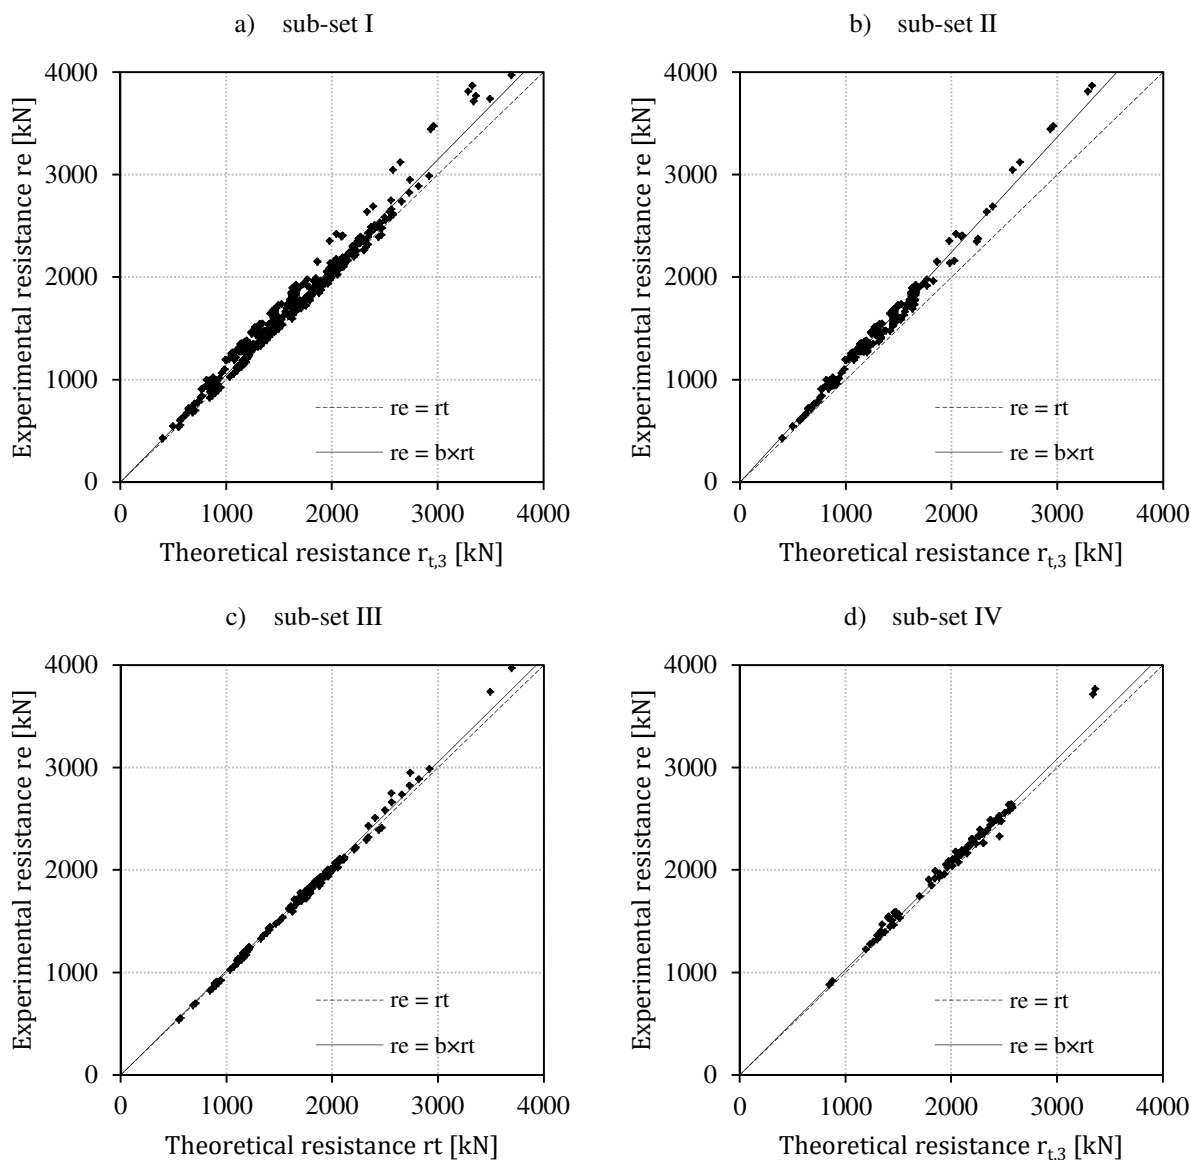 a) sub-set I
4000
3000
2000
1000
0
Experimental resistance re [kN]
re = rt
re = b×rt
0 1000 2000 3000 4000
Theoretical resistance rt,3 [kN]
b) sub-set II
4000
3000
2000
1000
0
Experimental resistance re [kN]
re = rt
re = b×rt
0 1000 2000 3000 4000
Theoretical resistance rt,3 [kN]
c) sub-set III
4000
3000
2000
1000
0
Experimental resistance re [kN]
re = rt
re = b×rt
0 1000 2000 3000 4000
Theoretical resistance rt [kN]
d) sub-set IV
4000
3000
2000
1000
0
Experimental resistance re [kN]
re = rt
re = b×rt
0 1000 2000 3000 4000
Theoretical resistance rt,3 [kN]